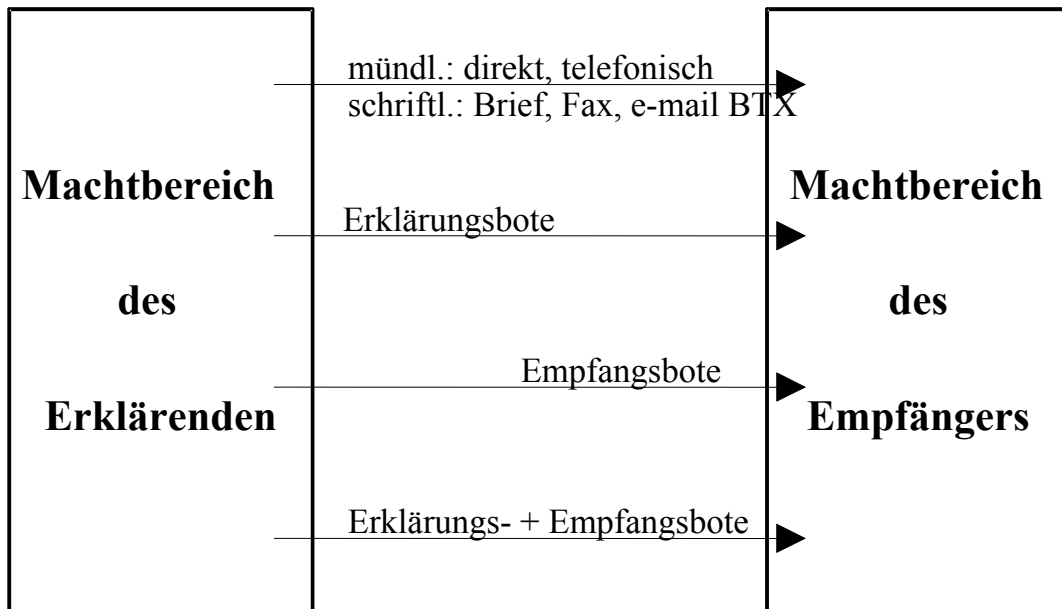 mündl.: direkt, telefonisch
schriftl.: Brief, Fax, e-mail BTX
Machtbereich
des
Erklärenden
Erklärungsbote
Empfangsbote
Erklärungs- + Empfangsbote
Machtbereich
des
Empfängers